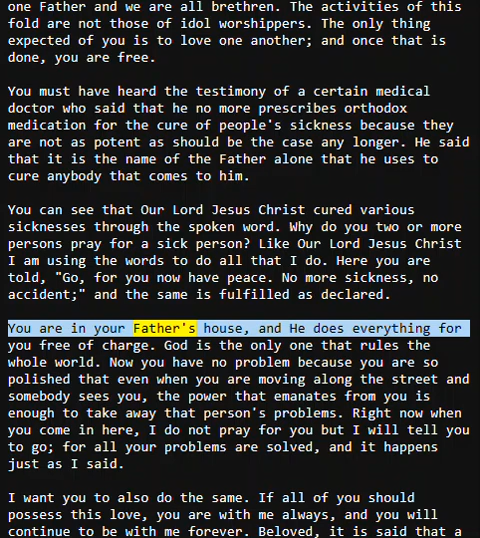 one Father and we are all brethren. The activities of this
fold are not those of idol worshippers. The only thing
expected of you is to love one another; and once that is
done, you are free.
You must have heard the testimony of a certain medical
doctor who said that he no more prescribes orthodox
medication for the cure of people's sickness because they
are not as potent as should be the case any longer. He said
that it is the name of the Father alone that he uses to
cure anybody that comes to him.
You can see that Our Lord Jesus Christ cured various
sicknesses through the spoken word. Why do you two or more
persons pray for a sick person? Like Our Lord Jesus Christ
I am using the words to do all that I do. Here you are
told, "Go, for you now have peace. No more sickness, no
accident;" and the same is fulfilled as declared.
You are in your Father's house, and He does everything for
you free of charge. God is the only one that rules the
whole world. Now you have no problem because you are so
polished that even when you are moving along the street and
somebody sees you, the power that emanates from you is
enough to take away that person's problems. Right now when
you come in here, I do not pray for you but I will tell you
to go; for all your problems are solved, and it happens
just as I said.
I want you to also do the same. If all of you should
possess this love, you are with me always, and you will
continue to be with me forever. Beloved, it is said that a